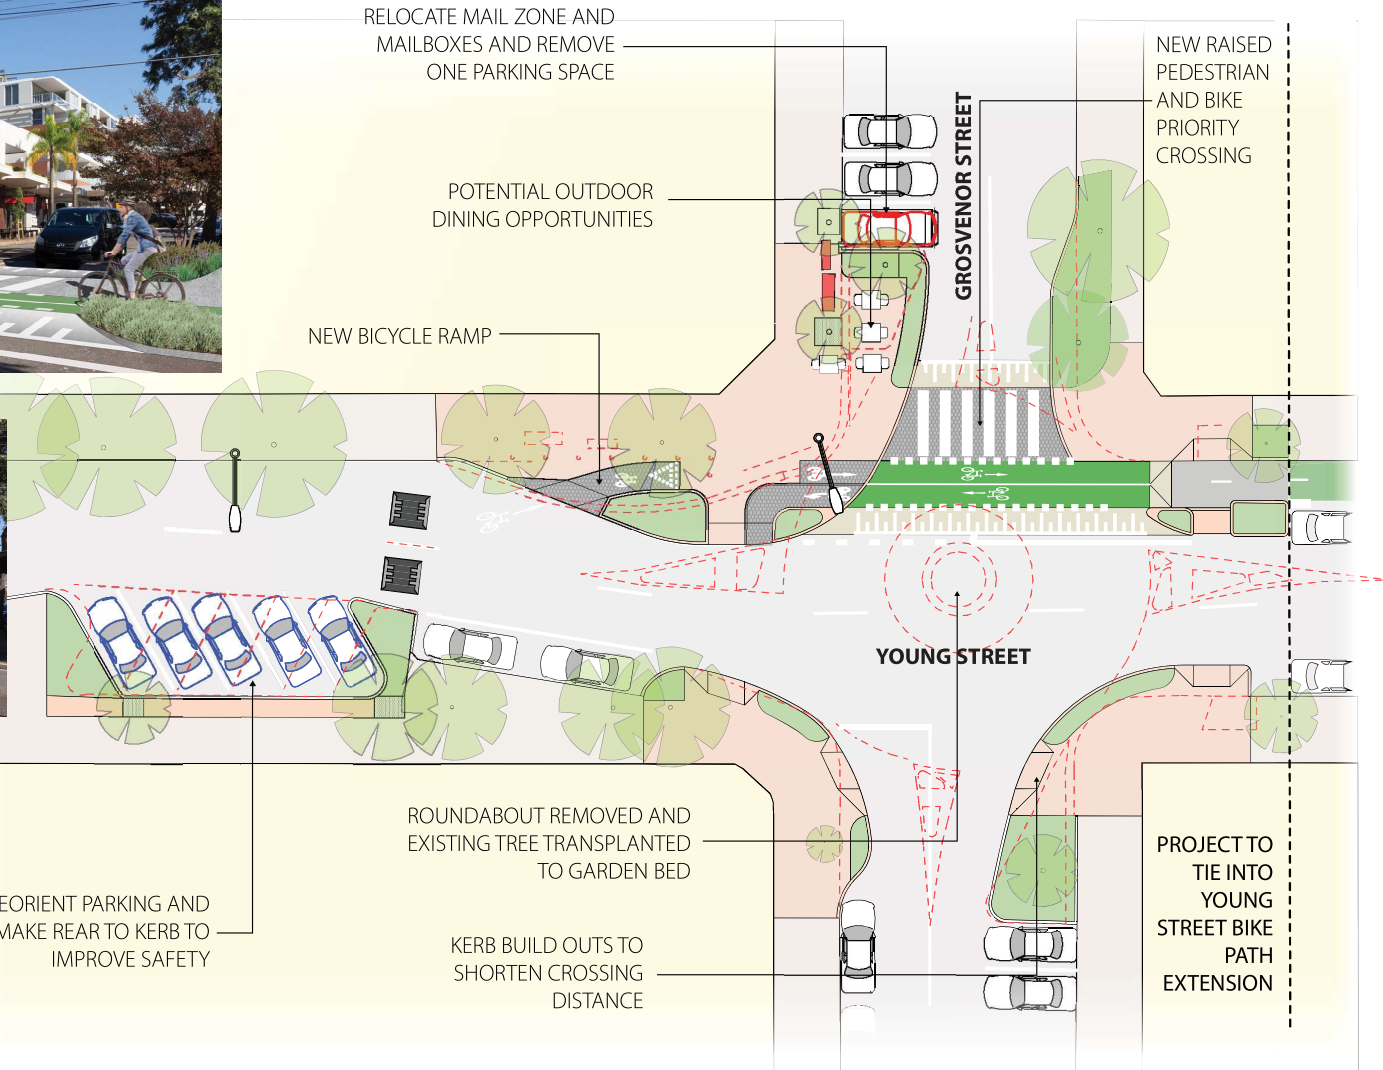 RELOCATE MAIL ZONE AND
MAILBOXES AND REMOVE
ONE PARKING SPACE
NEW RAISED
PEDESTRIAN
AND BIKE
PRIORITY
CROSSING
GROSVENOR STREET
POTENTIAL OUTDOOR
DINING OPPORTUNITIES
NEW BICYCLE RAMP
YOUNG STREET
ROUNDABOUT REMOVED AND
EXISTING TREE TRANSPLANTED
TO GARDEN BED
PROJECT TO
TIE INTO
YOUNG
STREET BIKE
PATH
EXTENSION
EORIENT PARKING AND
MAKE REAR TO KERB TO
IMPROVE SAFETY
KERB BUILD OUTS TO
SHORTEN CROSSING
DISTANCE